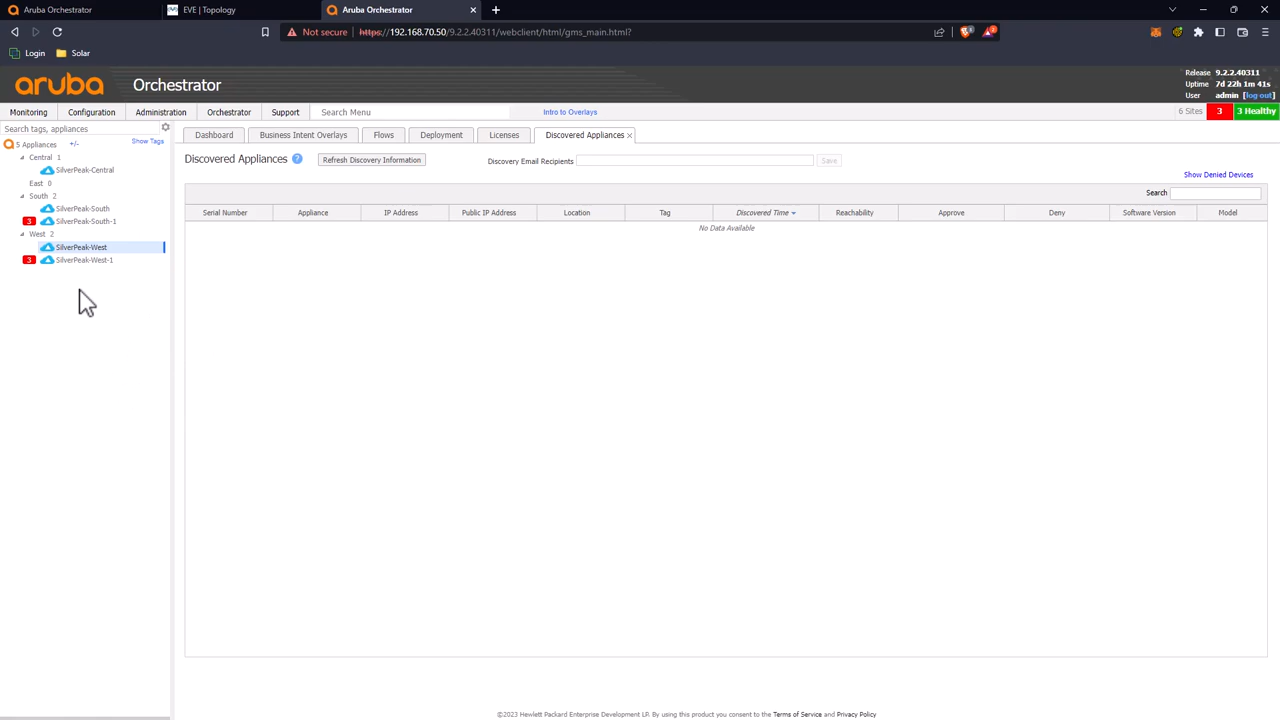 Aruba Orchestrator
EVE | Topology
Aruba Orchestrator
Not secure
https://192.168.70.50/9.2.2.40311/webclient/html/gms_main.html?
Login
Solar
aruba
Orchestrator
Release 9.2.2.40311
Uptime 7d 22h 1m 41s
User admin [log out]
Monitoring
Configuration
Administration
Orchestrator
Support
Search Menu
Intro to Overlays
6 Sites
3
3 Healthy
Search tags, appliances
Show Tags
5 Appliances +/-
Central 1
SilverPeak-Central
East 0
South 2
SilverPeak-South
3 SilverPeak-South-1
West 2
SilverPeak-West
3 SilverPeak-West-1
Dashboard
Business Intent Overlays
Flows
Deployment
Licenses
Discovered Appliances
Discovered Appliances ?
Refresh Discovery Information
Discovery Email Recipients
Save
Show Denied Devices
Search
Serial Number
Appliance
IP Address
Public IP Address
Location
Tag
Discovered Time
Reachability
Approve
Deny
Software Version
Model
No Data Available
©2023 Hewlett Packard Enterprise Development LP. By using this product you consent to the Terms of Service and Privacy Policy